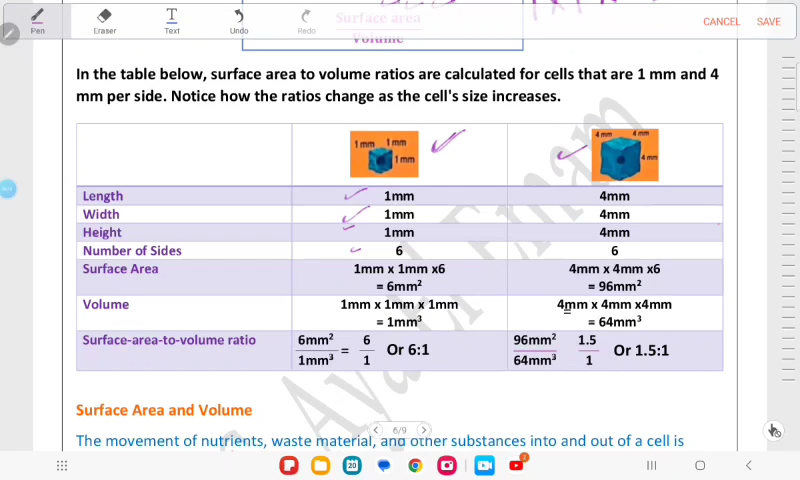 Pen
Eraser
Text
Undo
Redo
CANCEL
SAVE
Surface area
Volume
In the table below, surface area to volume ratios are calculated for cells that are 1 mm and 4
mm per side. Notice how the ratios change as the cell's size increases.
1 mm 1 mm
1 mm
4 mm 4 mm
4 mm
Length 1mm 4mm
Width 1mm 4mm
Height 1mm 4mm
Number of Sides 6 6
Surface Area 1mm x 1mm x6 4mm x 4mm x6
= 6mm² = 96mm²
Volume 1mm x 1mm x 1mm 4mm x 4mm x4mm
= 1mm³ = 64mm³
Surface-area-to-volume ratio 6mm²/1mm³ = 6/1 Or 6:1 96mm²/64mm³ 1.5/1 Or 1.5:1
Surface Area and Volume
6/9
The movement of nutrients, waste material, and other substances into and out of a cell is
20
2